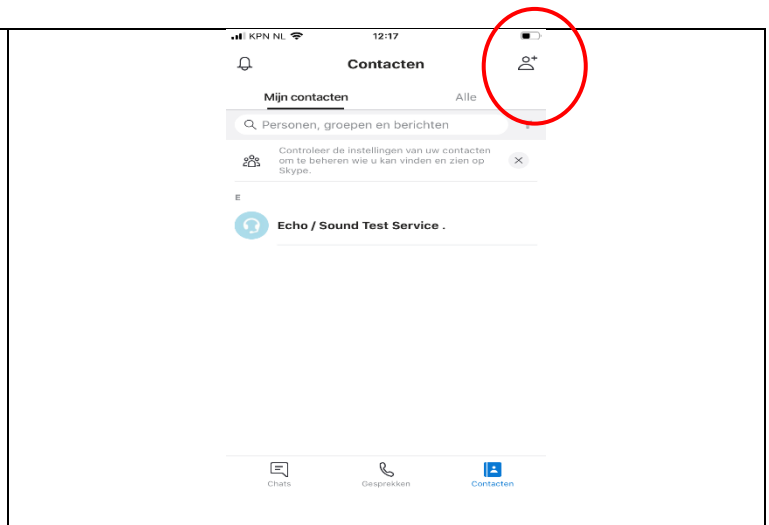 KPN NL 12:17
Contacten
Mijn contacten Alle
Personen, groepen en berichten
Controleer de instellingen van uw contacten
om te beheren wie u kan vinden en zien op
Skype.
E
Echo / Sound Test Service .
Chats Gesprekken Contacten